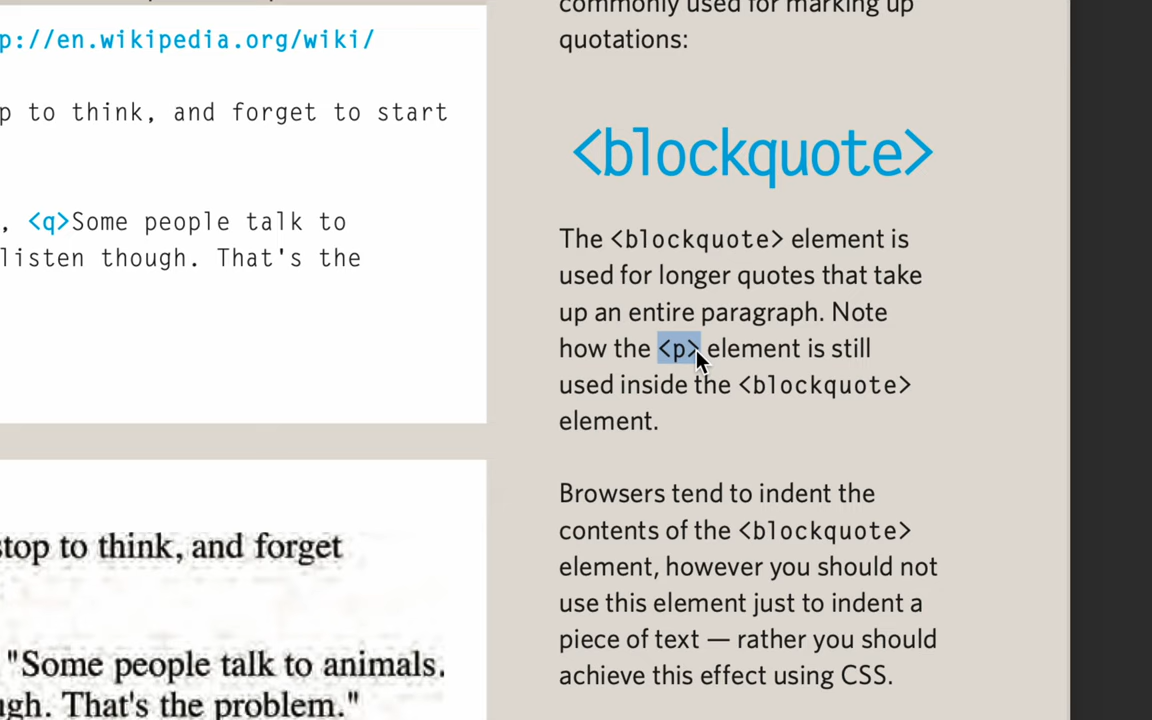 p://en.wikipedia.org/wiki/
p to think, and forget to start
, <q>Some people talk to
listen though. That's the
stop to think, and forget
"Some people talk to animals.
ugh. That's the problem."
commonly used for marking up
quotations:
<blockquote>
The <blockquote> element is
used for longer quotes that take
up an entire paragraph. Note
how the <p> element is still
used inside the <blockquote>
element.
Browsers tend to indent the
contents of the <blockquote>
element, however you should not
use this element just to indent a
piece of text — rather you should
achieve this effect using CSS.